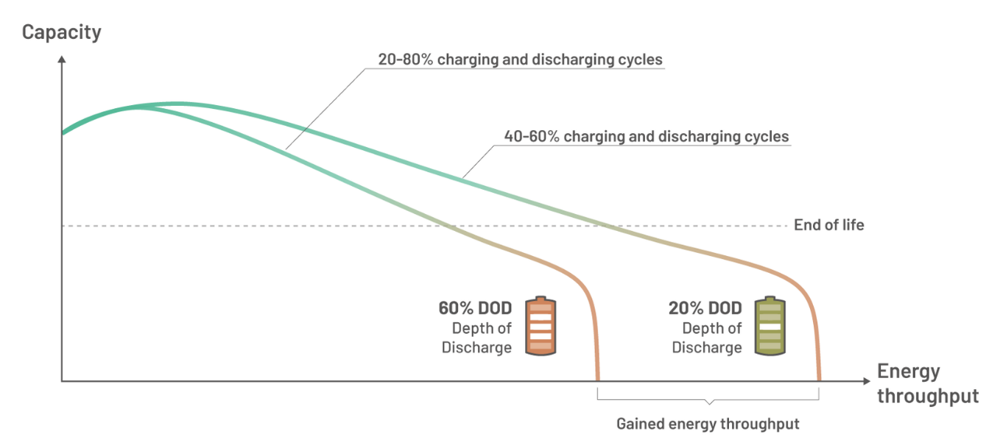 Capacity
20-80% charging and discharging cycles
40-60% charging and discharging cycles
End of life
60% DOD
Depth of
Discharge
20% DOD
Depth of
Discharge
Energy
throughput
Gained energy throughput